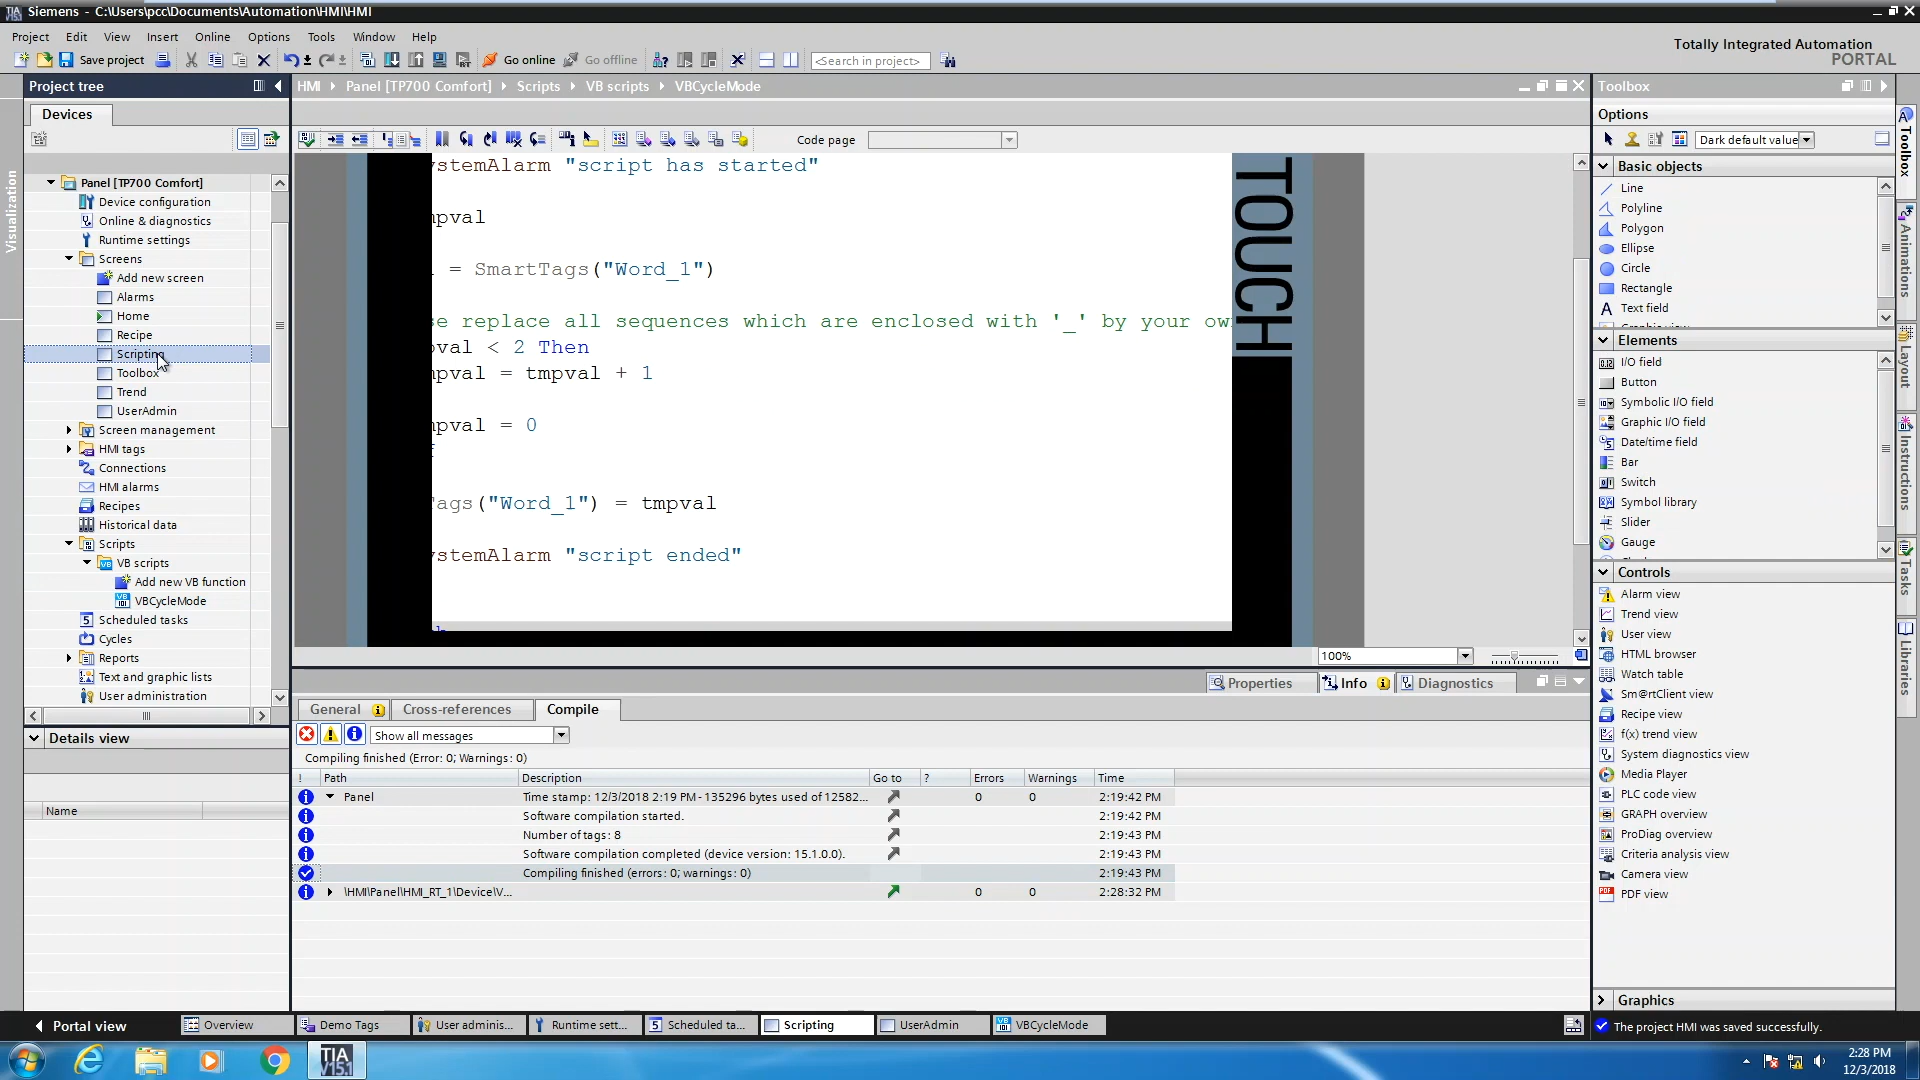 Siemens - C:\Users\pcc\Documents\Automation\HMI\HMI
Project Edit View Insert Online Options Tools Window Help
Totally Integrated Automation
PORTAL
Save project
Go online
Go offline
<Search in project>
Project tree
HMI Panel [TP700 Comfort] Scripts VB scripts VBCycleMode
Toolbox
Devices
Options
Code page
Dark default value
Visualization
Panel [TP700 Comfort]
Device configuration
Online & diagnostics
Runtime settings
Screens
Add new screen
Alarms
Home
Recipe
Scripting
Toolbox
Trend
UserAdmin
Screen management
HMI tags
Connections
HMI alarms
Recipes
Historical data
Scripts
VB scripts
Add new VB function
VBCycleMode
Scheduled tasks
Cycles
Reports
Text and graphic lists
User administration
ystemAlarm "script has started"
mpval
= SmartTags("Word_1")
se replace all sequences which are enclosed with '_' by your ow
pval < 2 Then
mpval = tmpval + 1
mpval = 0
Tags("Word_1") = tmpval
ystemAlarm "script ended"
TOUCH
100%
Basic objects
Line
Polyline
Polygon
Ellipse
Circle
Rectangle
Text field
Elements
I/O field
Button
Symbolic I/O field
Graphic I/O field
Date/time field
Bar
Switch
Symbol library
Slider
Gauge
Controls
Alarm view
Trend view
User view
HTML browser
Watch table
Sm@rtClient view
Recipe view
f(x) trend view
System diagnostics view
Media Player
PLC code view
GRAPH overview
ProDiag overview
Criteria analysis view
Camera view
PDF view
Graphics
Toolbox
Animations
Layout
Instructions
Tasks
Libraries
Properties
Info
Diagnostics
General
Cross-references
Compile
Show all messages
Compiling finished (Error: 0; Warnings: 0)
! Path Description Go to ? Errors Warnings Time
Panel Time stamp: 12/3/2018 2:19 PM - 135296 bytes used of 12582... 0 0 2:19:42 PM
Software compilation started. 2:19:42 PM
Number of tags: 8 2:19:43 PM
Software compilation completed (device version: 15.1.0.0). 2:19:43 PM
Compiling finished (errors: 0; warnings: 0) 2:19:43 PM
\HMI\Panel\HMI_RT_1\Device\V... 0 0 2:28:32 PM
Details view
Name
Portal view
Overview
Demo Tags
User adminis...
Runtime sett...
Scheduled ta...
Scripting
UserAdmin
VBCycleMode
The project HMI was saved successfully.
TIA
V15.1
2:28 PM
12/3/2018